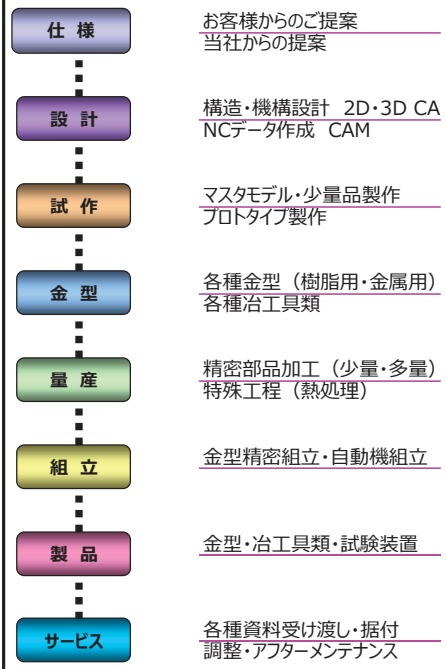 仕様
お客様からのご提案
当社からの提案
設計
構造・機構設計 2D・3D CA
NCデータ作成 CAM
試作
マスタモデル・少量品製作
プロトタイプ製作
金型
各種金型（樹脂用・金属用）
各種冶工具類
量産
精密部品加工（少量・多量）
特殊工程（熱処理）
組立
金型精密組立・自動機組立
製品
金型・冶工具類・試験装置
サービス
各種資料受け渡し・据付
調整・アフターメンテナンス